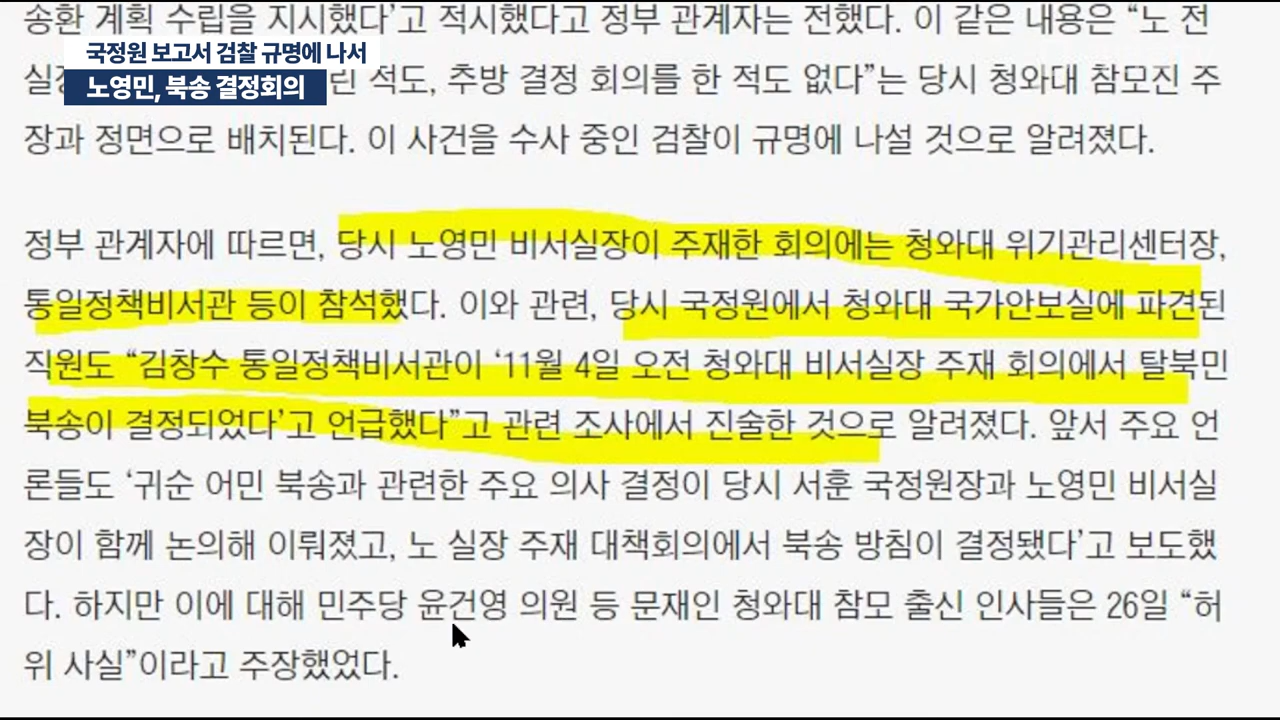 송환 계획 수립을 지시했다’고 적시했다고 정부 관계자는 전했다. 이 같은 내용은 “노 전
국정원 보고서 검찰 규명에 나서
노영민, 북송 결정회의
적도, 추방 결정 회의를 한 적도 없다”는 당시 청와대 참모진 주
장과 정면으로 배치된다. 이 사건을 수사 중인 검찰이 규명에 나설 것으로 알려졌다.
정부 관계자에 따르면, 당시 노영민 비서실장이 주재한 회의에는 청와대 위기관리센터장,
통일정책비서관 등이 참석했다. 이와 관련, 당시 국정원에서 청와대 국가안보실에 파견된
직원도 “김창수 통일정책비서관이 ‘11월 4일 오전 청와대 비서실장 주재 회의에서 탈북민
북송이 결정되었다’고 언급했다”고 관련 조사에서 진술한 것으로 알려졌다. 앞서 주요 언
론들도 ‘귀순 어민 북송과 관련한 주요 의사 결정이 당시 서훈 국정원장과 노영민 비서실
장이 함께 논의해 이뤄졌고, 노 실장 주재 대책회의에서 북송 방침이 결정됐다’고 보도했
다. 하지만 이에 대해 민주당 윤건영 의원 등 문재인 청와대 참모 출신 인사들은 26일 “허
위 사실”이라고 주장했었다.